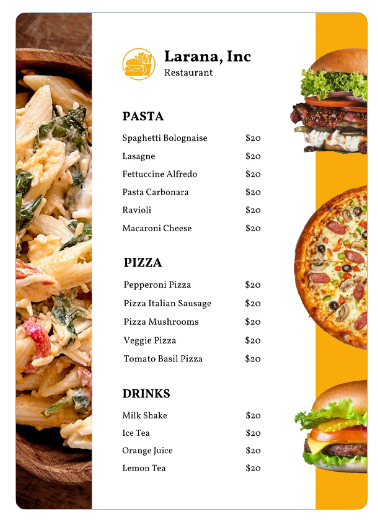 Larana, Inc
Restaurant
PASTA
Spaghetti Bolognaise $20
Lasagne $20
Fettuccine Alfredo $20
Pasta Carbonara $20
Ravioli $20
Macaroni Cheese $20
PIZZA
Pepperoni Pizza $20
Pizza Italian Sausage $20
Pizza Mushrooms $20
Veggie Pizza $20
Tomato Basil Pizza $20
DRINKS
Milk Shake $20
Ice Tea $20
Orange Juice $20
Lemon Tea $20